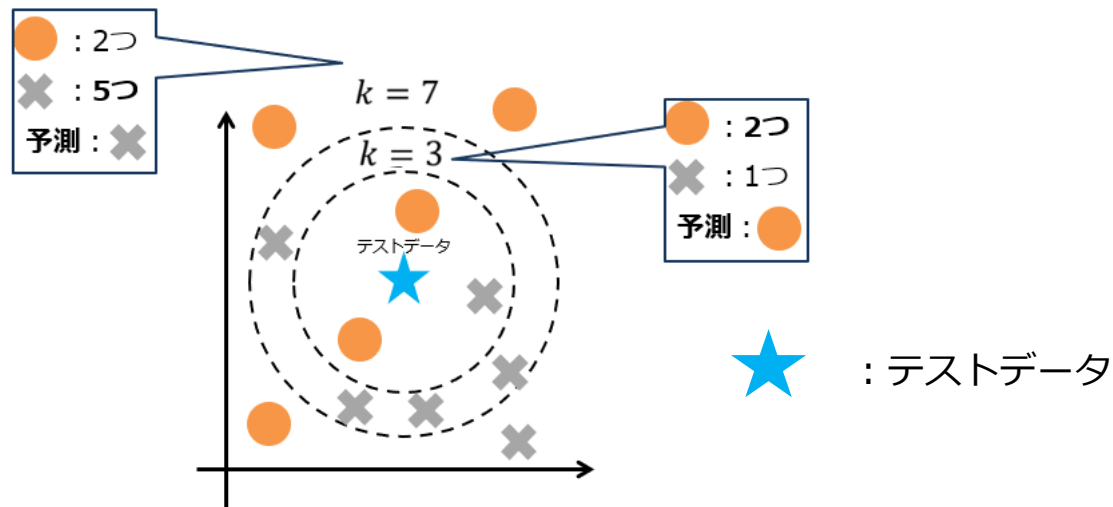 : 2つ
: 5つ
予測 :
k = 7
k = 3
: 2つ
: 1つ
予測 :
テストデータ
: テストデータ